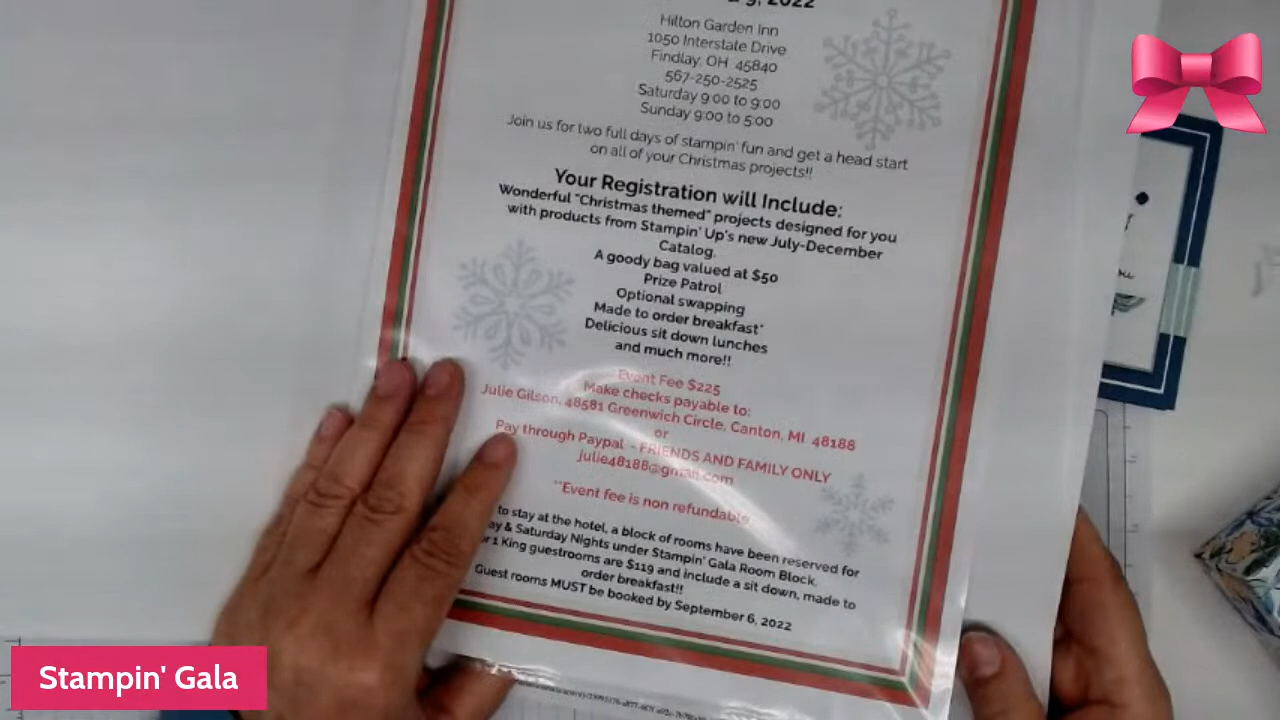 9, 2022
Hilton Garden Inn
1050 Interstate Drive
Findlay, OH 45840
567-250-2525
Saturday 9:00 to 9:00
Sunday 9:00 to 5:00
Join us for two full days of stampin' fun and get a head start
on all of your Christmas projects!!
Your Registration will Include:
Wonderful "Christmas themed" projects designed for you
with products from Stampin' Up's new July-December
Catalog.
A goody bag valued at $50
Prize Patrol
Optional swapping
Made to order breakfast*
Delicious sit down lunches
and much more!!
Event Fee $225
Make checks payable to:
Julie Gilson, 48581 Greenwich Circle, Canton, MI 48188
or
Pay through Paypal - FRIENDS AND FAMILY ONLY
julie48188@gmail.com
**Event fee is non refundable
to stay at the hotel, a block of rooms have been reserved for
& Saturday Nights under Stampin' Gala Room Block.
1 King guestrooms are $119 and include a sit down, made to
order breakfast!!
Guest rooms MUST be booked by September 6, 2022
Stampin' Gala